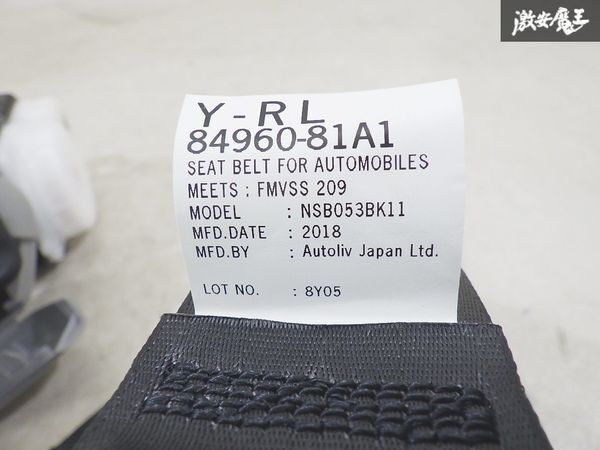 激安魔王
Y-RL
84960-81A1
SEAT BELT FOR AUTOMOBILES
MEETS : FMVSS 209
MODEL : NSB053BK11
MFD.DATE : 2018
MFD.BY : Autoliv Japan Ltd.
LOT NO. : 8Y05